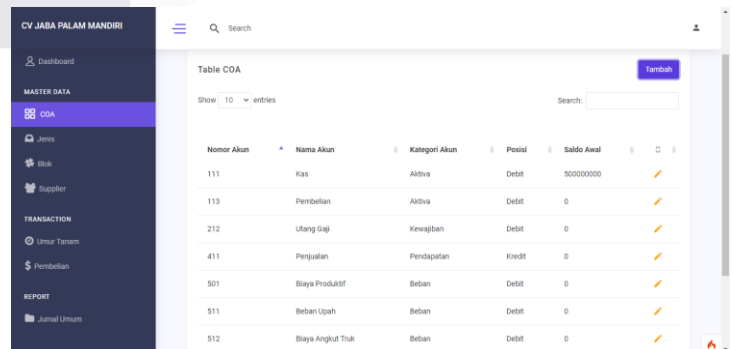 CV JABA PALAM MANDIRI
Search
Dashboard
MASTER DATA
COA
Jenis
Blok
Supplier
TRANSACTION
Umur Tanam
Pembelian
REPORT
Jurnal Umum
Table COA
Tambah
Show 10 entries
Search:
Nomor Akun Nama Akun Kategori Akun Posisi Saldo Awal
111 Kas Aktiva Debit 500000000
113 Pembelian Aktiva Debit 0
212 Utang Gaji Kewajiban Debit 0
411 Penjualan Pendapatan Kredit 0
501 Biaya Produktif Beban Debit 0
511 Beban Upah Beban Debit 0
512 Biaya Angkut Truk Beban Debit 0